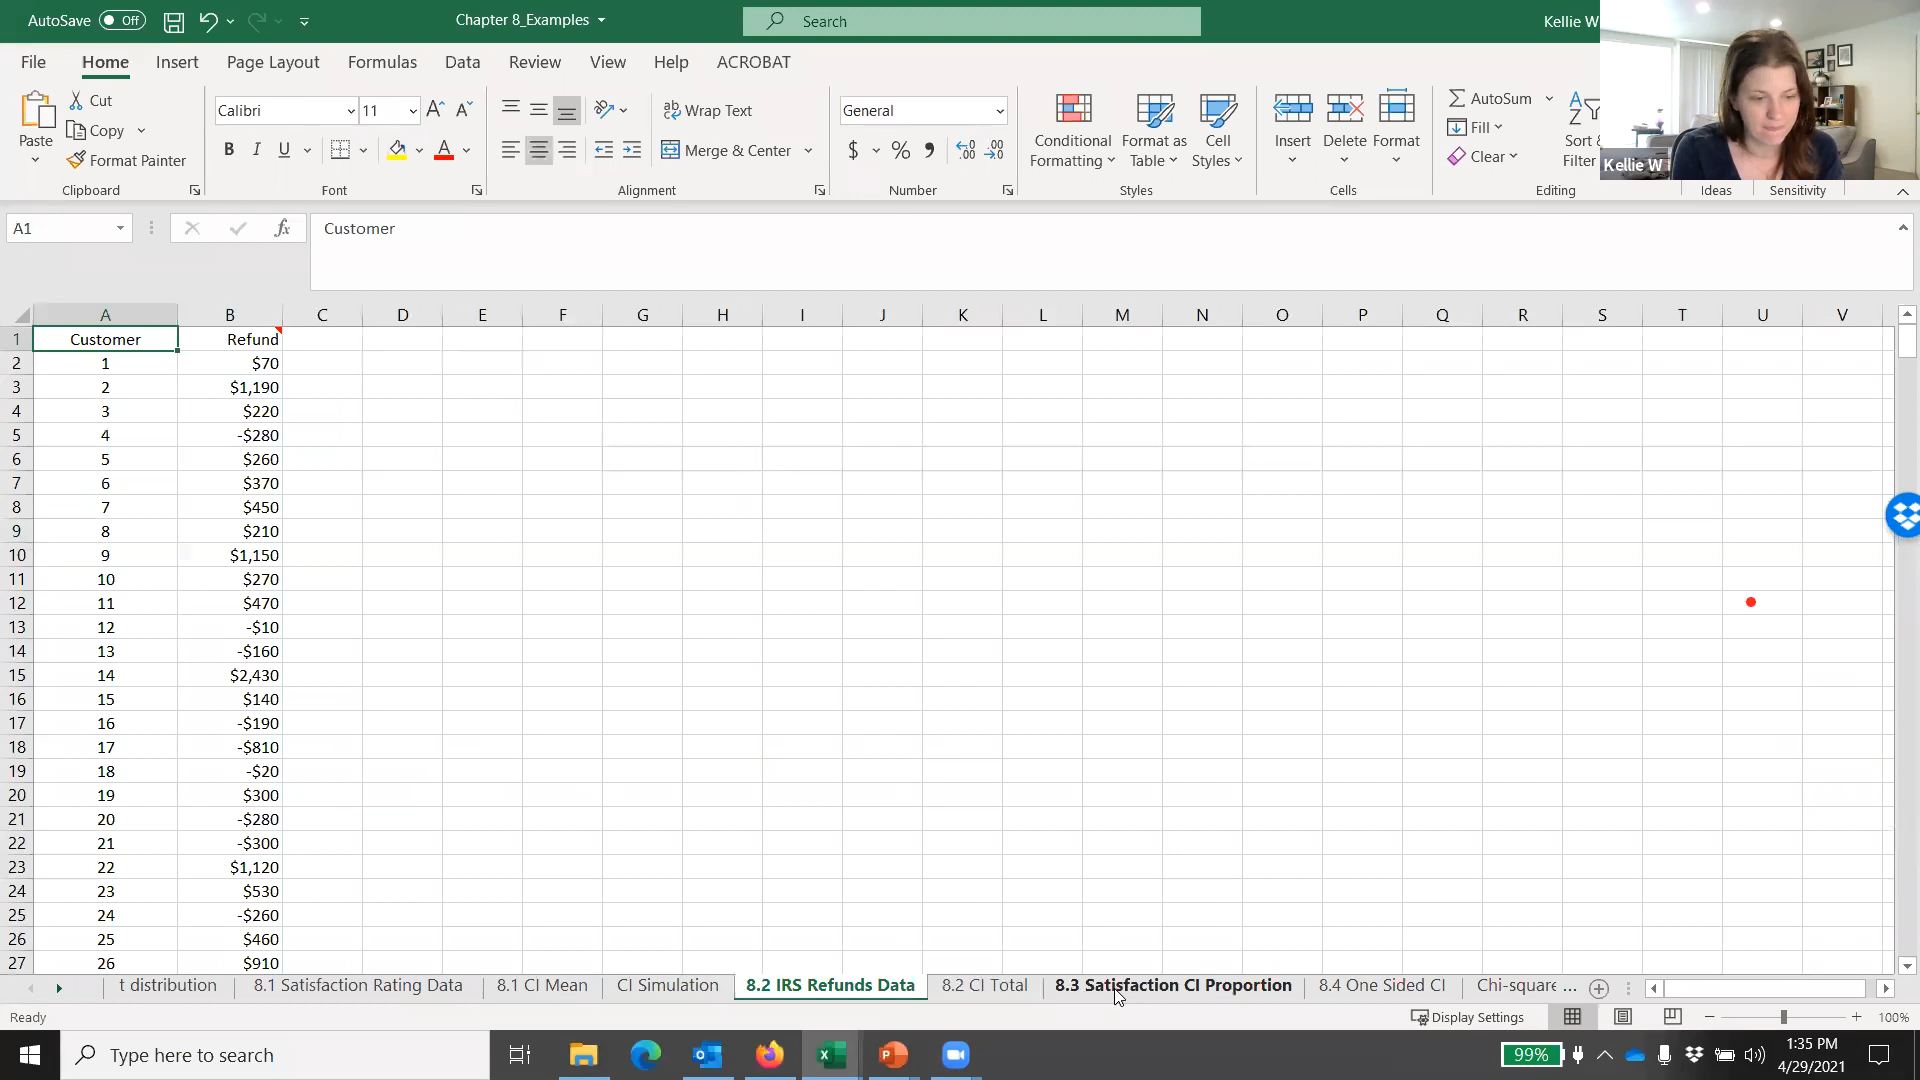 AutoSave Off Chapter 8_Examples Search Kellie W
File Home Insert Page Layout Formulas Data Review View Help ACROBAT
Paste Cut Copy Format Painter Clipboard
Calibri 11 B I U Font
Wrap Text Merge & Center Alignment
General $ % Number
Conditional Formatting Format as Table Cell Styles Styles
Insert Delete Format Cells
AutoSum Fill Clear Sort & Filter Editing
Ideas Sensitivity
Kellie W
A1 fx Customer
A B C D E F G H I J K L M N O P Q R S T U V
1 Customer Refund
2 1 $70
3 2 $1,190
4 3 $220
5 4 -$280
6 5 $260
7 6 $370
8 7 $450
9 8 $210
10 9 $1,150
11 10 $270
12 11 $470
13 12 -$10
14 13 -$160
15 14 $2,430
16 15 $140
17 16 -$190
18 17 -$810
19 18 -$20
20 19 $300
21 20 -$280
22 21 -$300
23 22 $1,120
24 23 $530
25 24 -$260
26 25 $460
27 26 $910
t distribution 8.1 Satisfaction Rating Data 8.1 CI Mean CI Simulation 8.2 IRS Refunds Data 8.2 CI Total 8.3 Satisfaction CI Proportion 8.4 One Sided CI Chi-square ...
Ready Display Settings 100%
Type here to search 99% 1:35 PM
4/29/2021